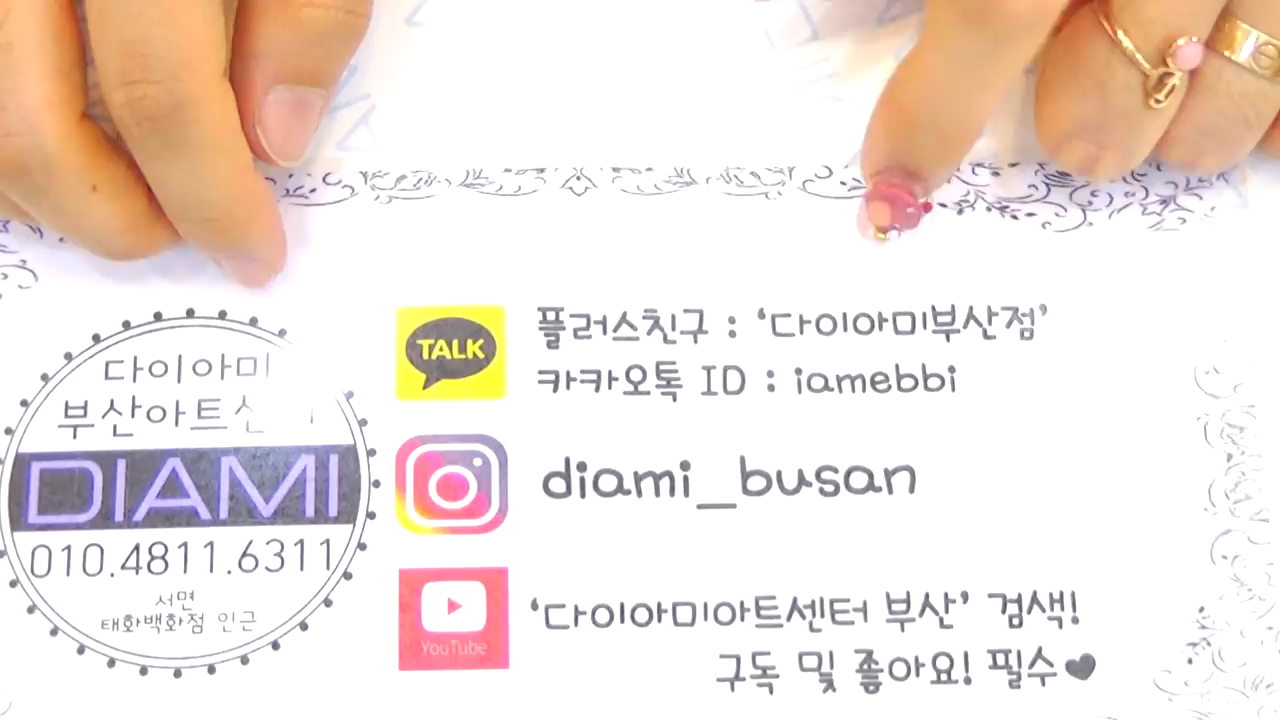 다이아미
부산아트
DIAMI
010.4811.6311
서면
태화백화점 인근
TALK
플러스친구 : ‘다이아미부산점’
카카오톡 ID : iamebbi
diami_busan
YouTube
‘다이아미아트센터 부산’ 검색!
구독 및 좋아요! 필수♥